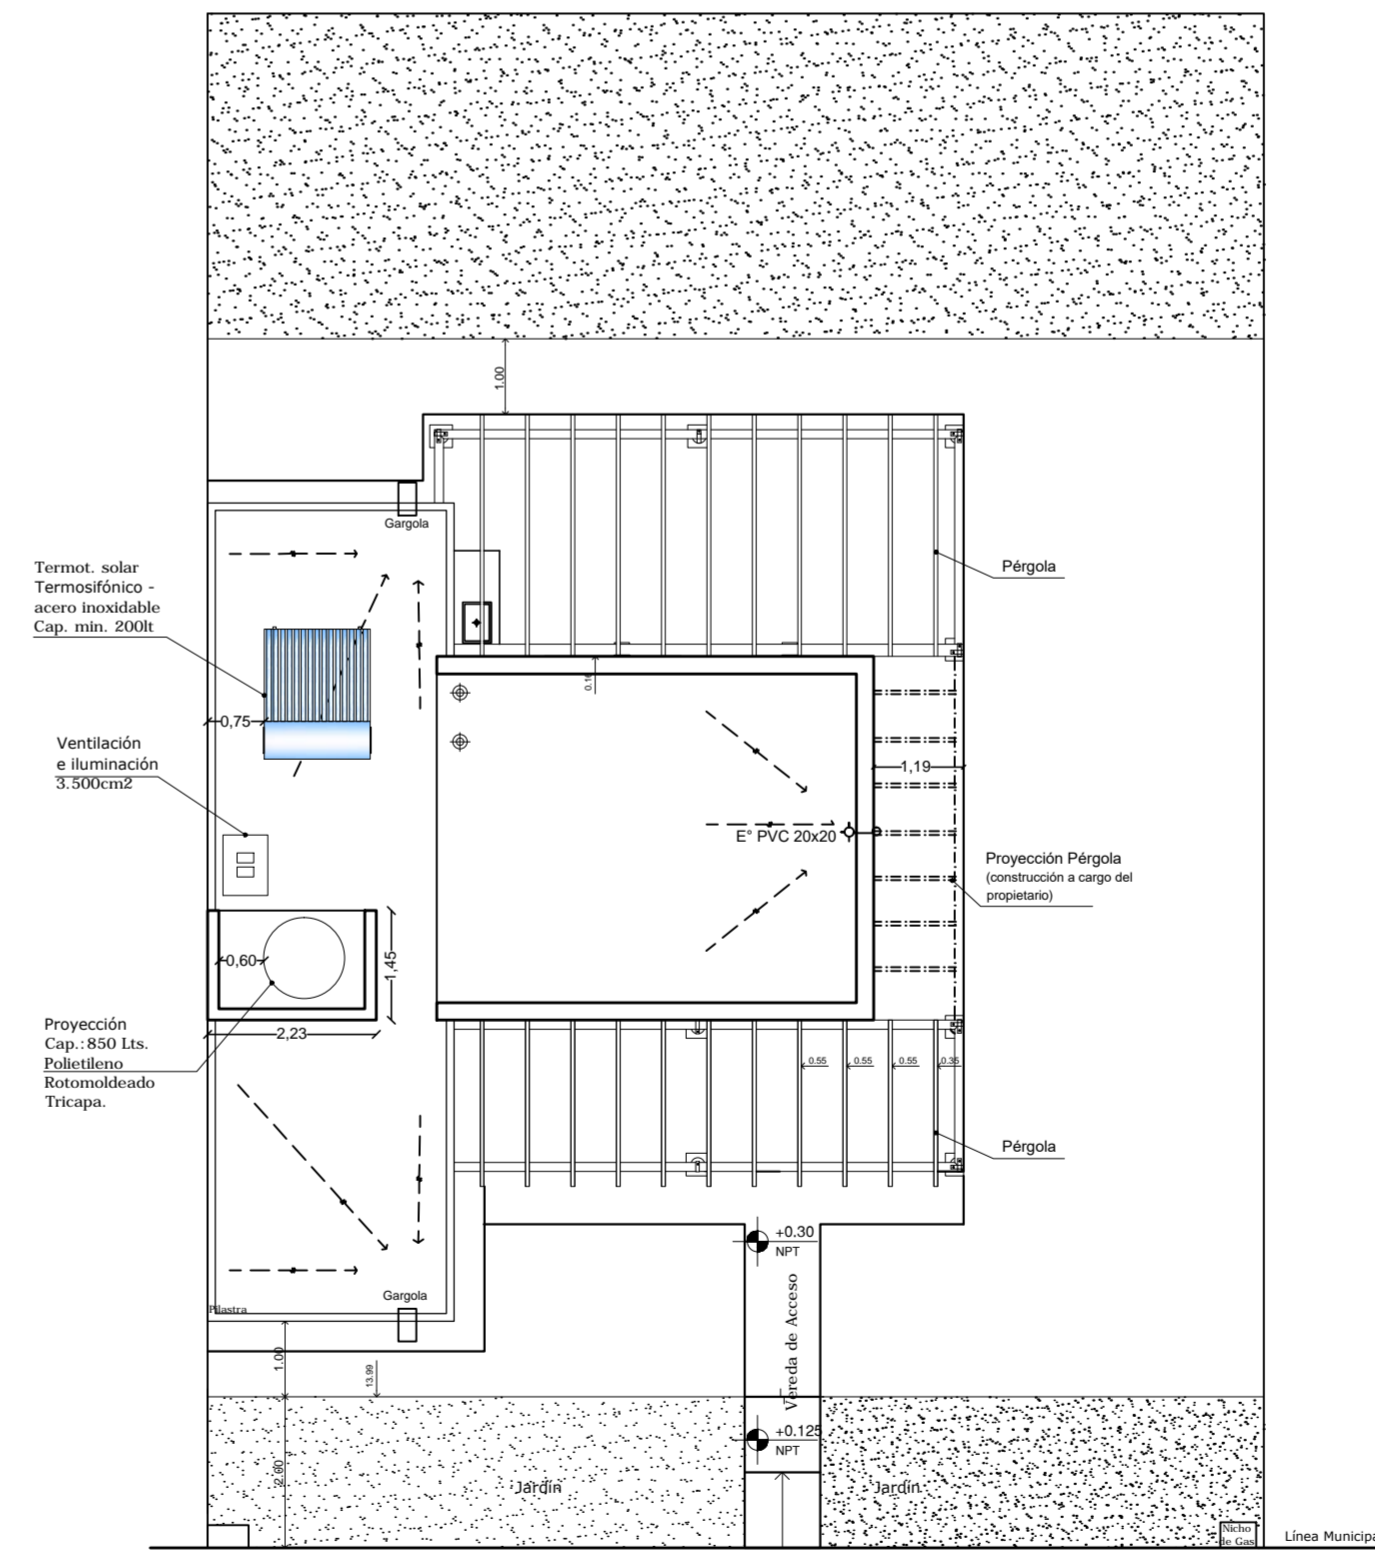 1.00
Gargola
Termot. solar
Termosifónico -
acero inoxidable
Cap. min. 200lt
Pérgola
0.16
0,75
Ventilación
e iluminación
3.500cm2
1,19
E° PVC 20x20
Proyección Pérgola
(construcción a cargo del
propietario)
0,60
1,45
2,23
Proyección
Cap.:850 Lts.
Polietileno
Rotomoldeado
Tricapa.
0.55
0.55
0.55
0.35
Pérgola
+0.30
NPT
Vereda de Acceso
Gargola
Pilastra
1.00
13.99
+0.125
NPT
2.00
Jardín
Jardín
Nicho
de Gas
Línea Municipa